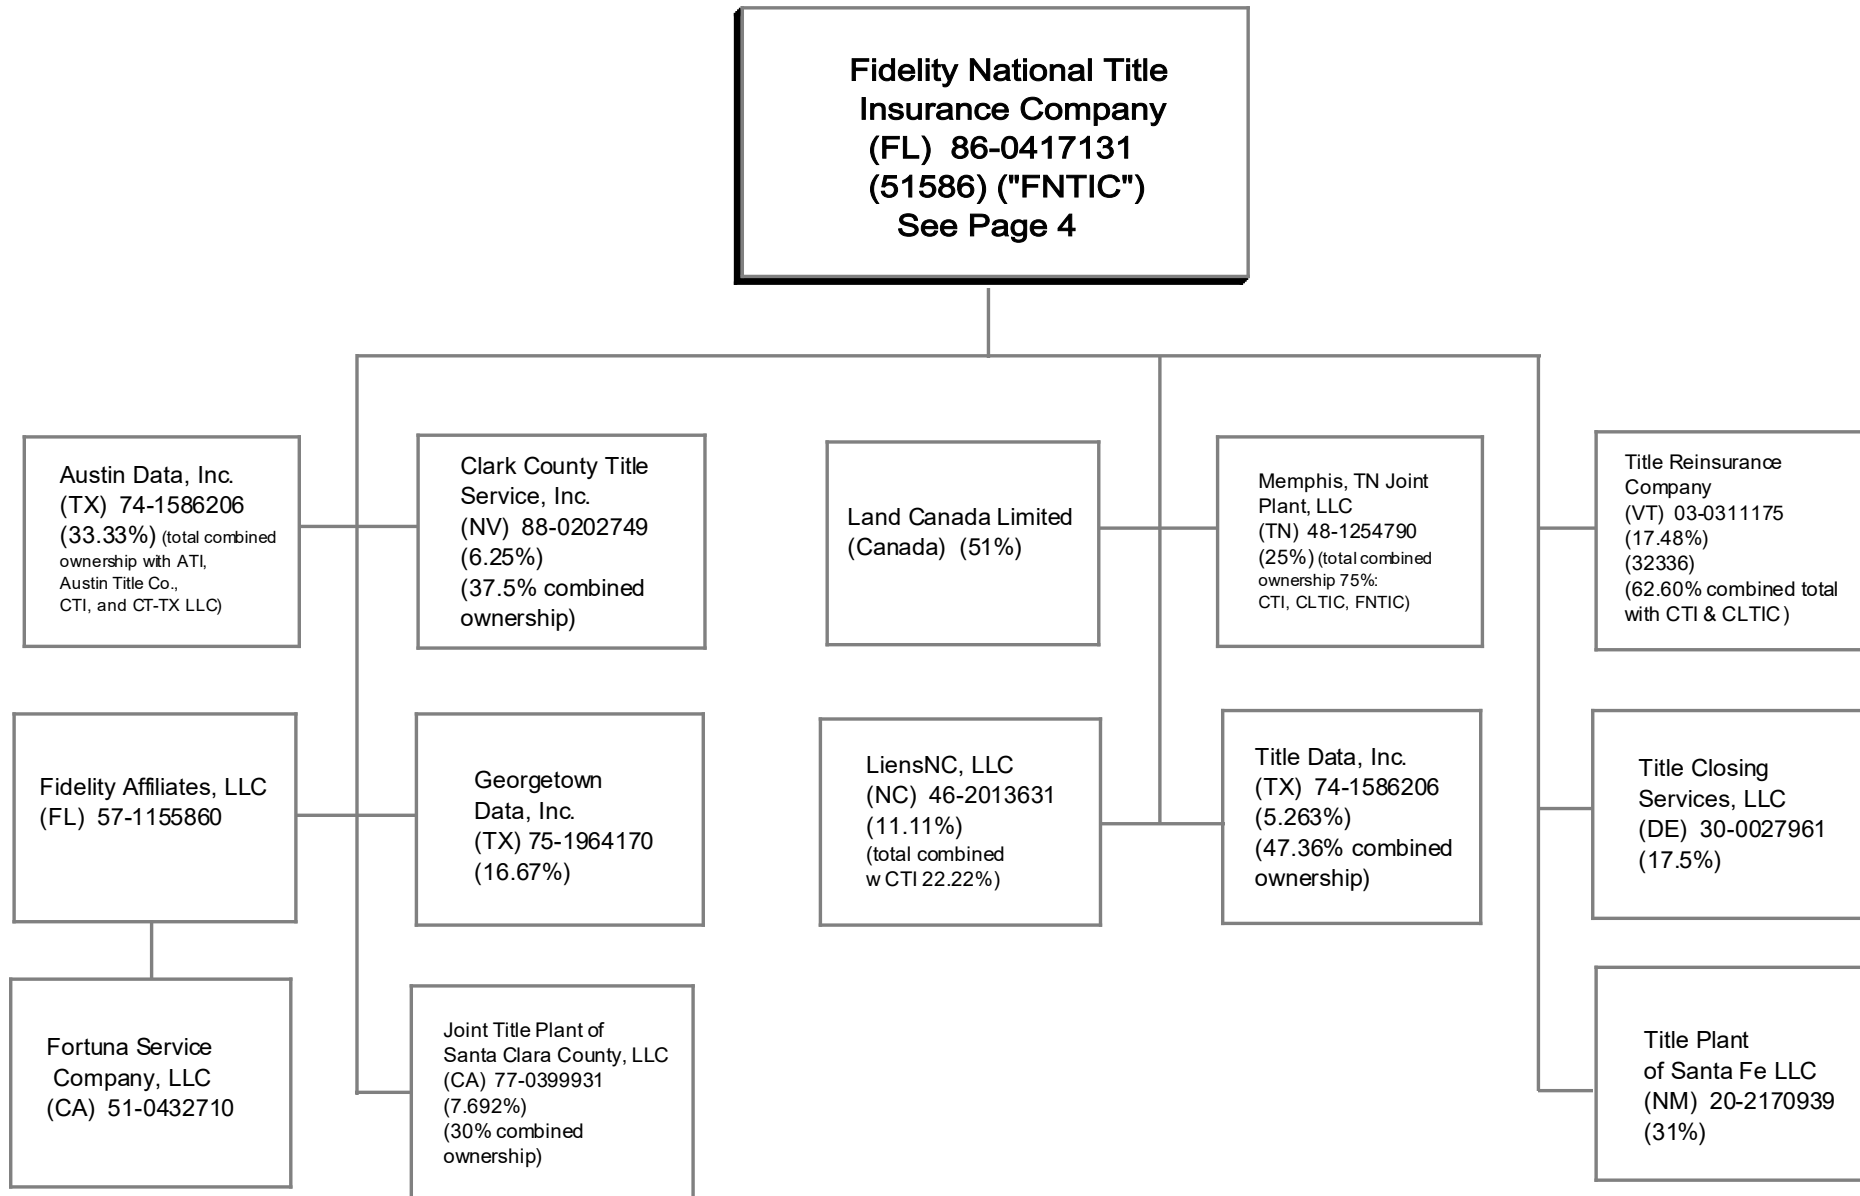 Fidelity National Title
Insurance Company
(FL) 86-0417131
(51586) ("FNTIC")
See Page 4
Austin Data, Inc.
(TX) 74-1586206
(33.33%) (total combined
ownership with ATI,
Austin Title Co.,
CTI, and CT-TX LLC)
Clark County Title
Service, Inc.
(NV) 88-0202749
(6.25%)
(37.5% combined
ownership)
Land Canada Limited
(Canada) (51%)
Memphis, TN Joint
Plant, LLC
(TN) 48-1254790
(25%) (total combined
ownership 75%:
CTI, CLTIC, FNTIC)
Title Reinsurance
Company
(VT) 03-0311175
(17.48%)
(32336)
(62.60% combined total
with CTI & CLTIC)
Fidelity Affiliates, LLC
(FL) 57-1155860
Georgetown
Data, Inc.
(TX) 75-1964170
(16.67%)
LiensNC, LLC
(NC) 46-2013631
(11.11%)
(total combined
w CTI 22.22%)
Title Data, Inc.
(TX) 74-1586206
(5.263%)
(47.36% combined
ownership)
Title Closing
Services, LLC
(DE) 30-0027961
(17.5%)
Fortuna Service
Company, LLC
(CA) 51-0432710
Joint Title Plant of
Santa Clara County, LLC
(CA) 77-0399931
(7.692%)
(30% combined
ownership)
Title Plant
of Santa Fe LLC
(NM) 20-2170939
(31%)